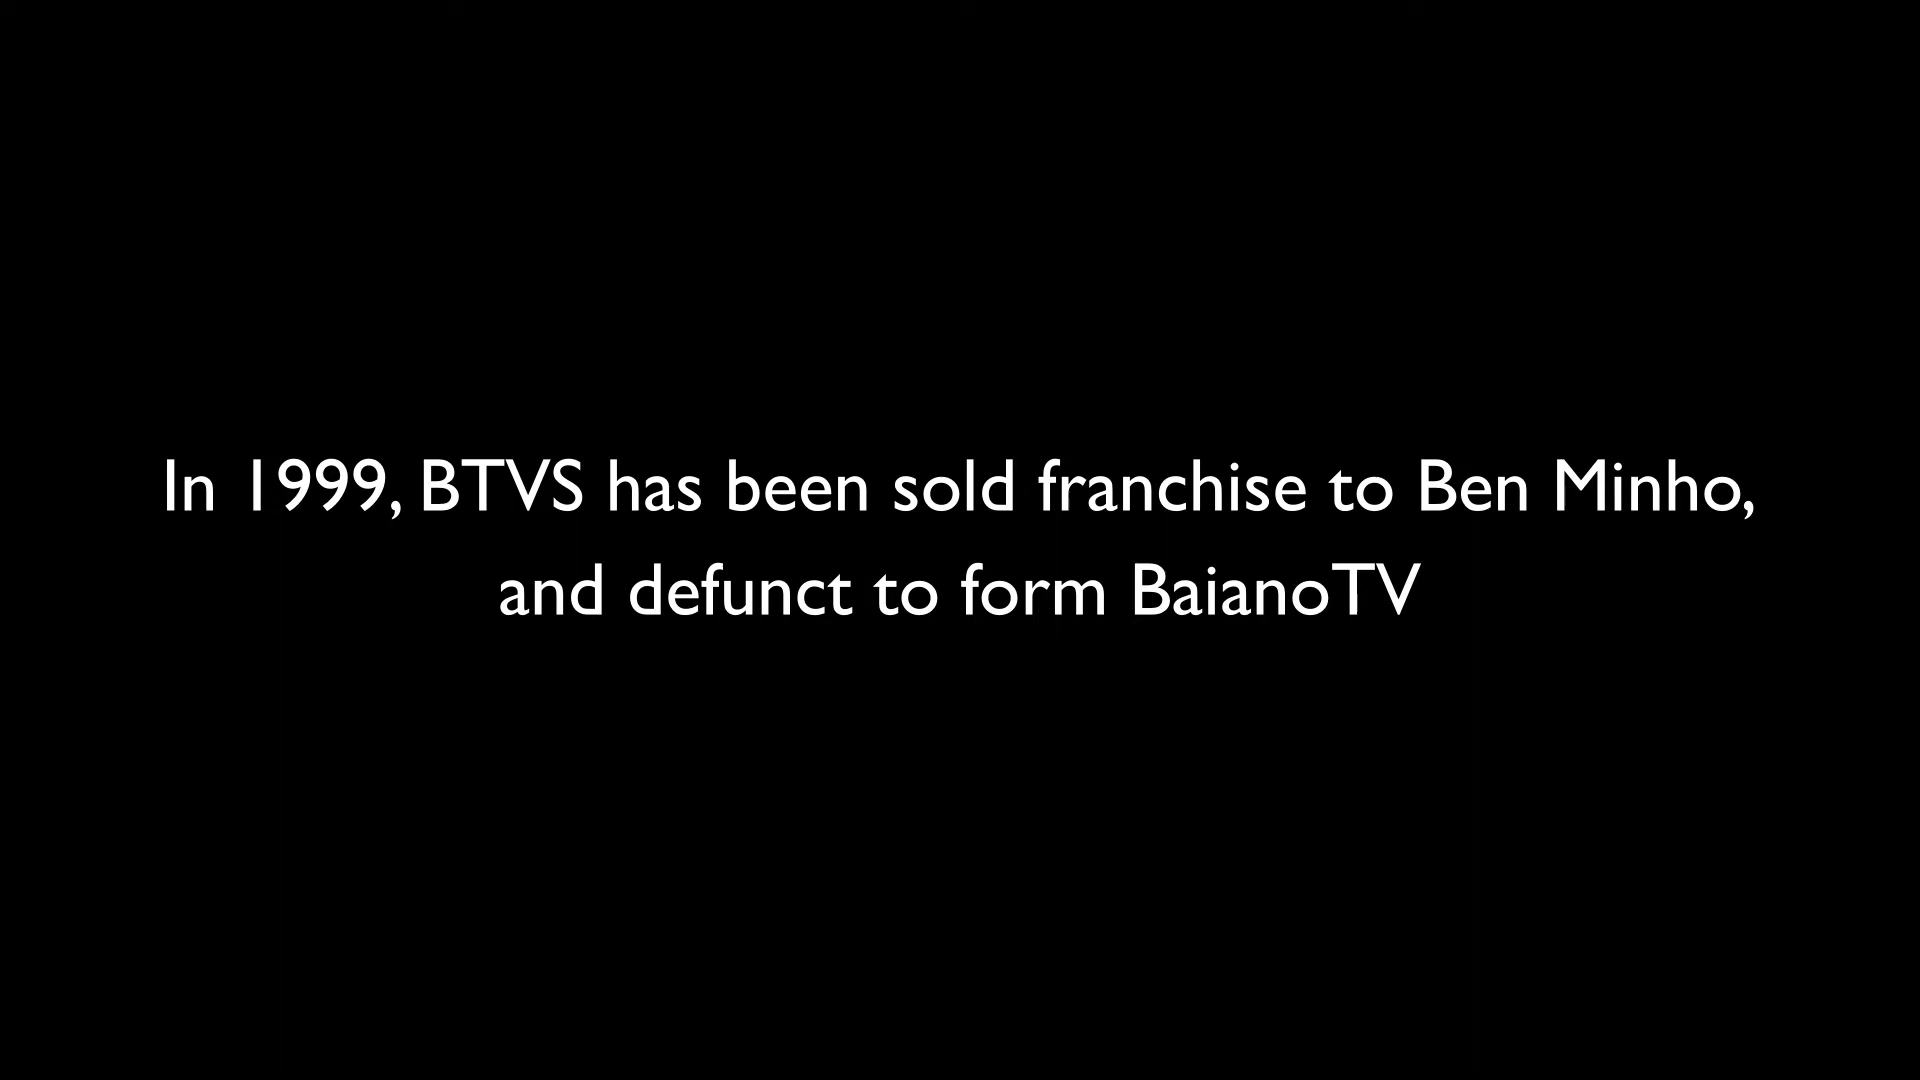 In 1999, BTVS has been sold franchise to Ben Minho,
and defunct to form BaianoTV